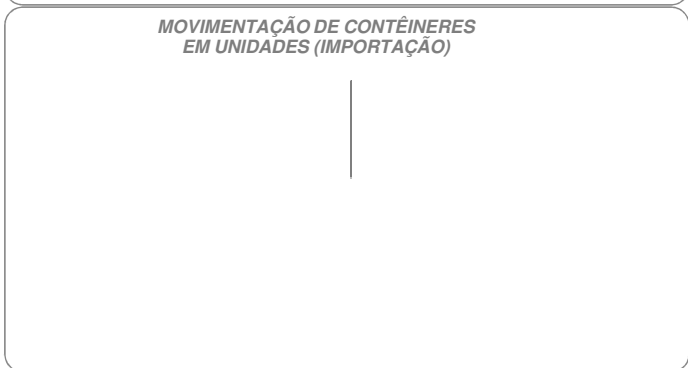 MOVIMENTAÇÃO DE CONTÊINERES
EM UNIDADES (IMPORTAÇÃO)